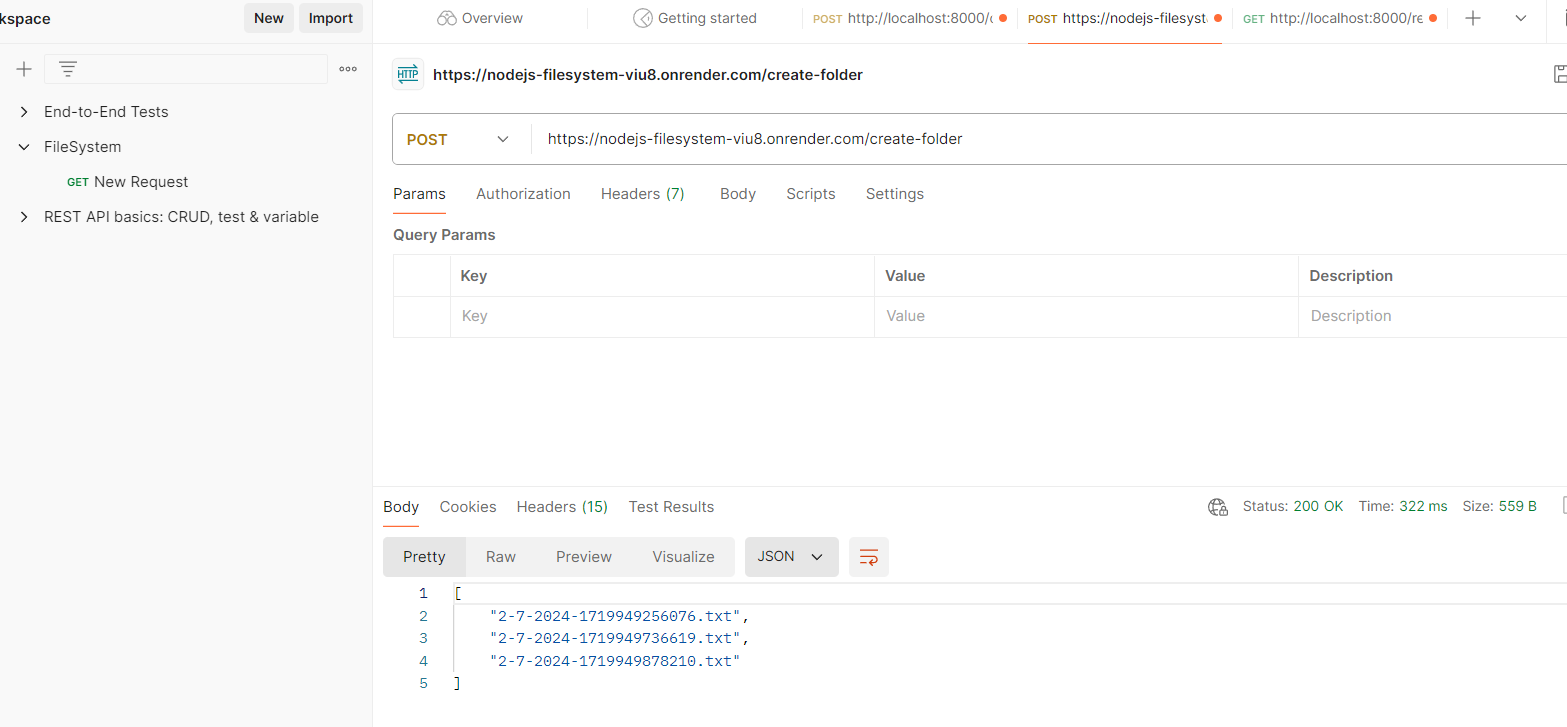 kspace New Import
Overview Getting started POST http://localhost:8000/c POST https://nodejs-filesyst GET http://localhost:8000/re
https://nodejs-filesystem-viu8.onrender.com/create-folder
End-to-End Tests
FileSystem
GET New Request
REST API basics: CRUD, test & variable
POST https://nodejs-filesystem-viu8.onrender.com/create-folder
Params Authorization Headers (7) Body Scripts Settings
Query Params
Key Value Description
Key Value Description
Body Cookies Headers (15) Test Results Status: 200 OK Time: 322 ms Size: 559 B
Pretty Raw Preview Visualize JSON
1 [
2 "2-7-2024-1719949256076.txt",
3 "2-7-2024-1719949736619.txt",
4 "2-7-2024-1719949878210.txt"
5 ]